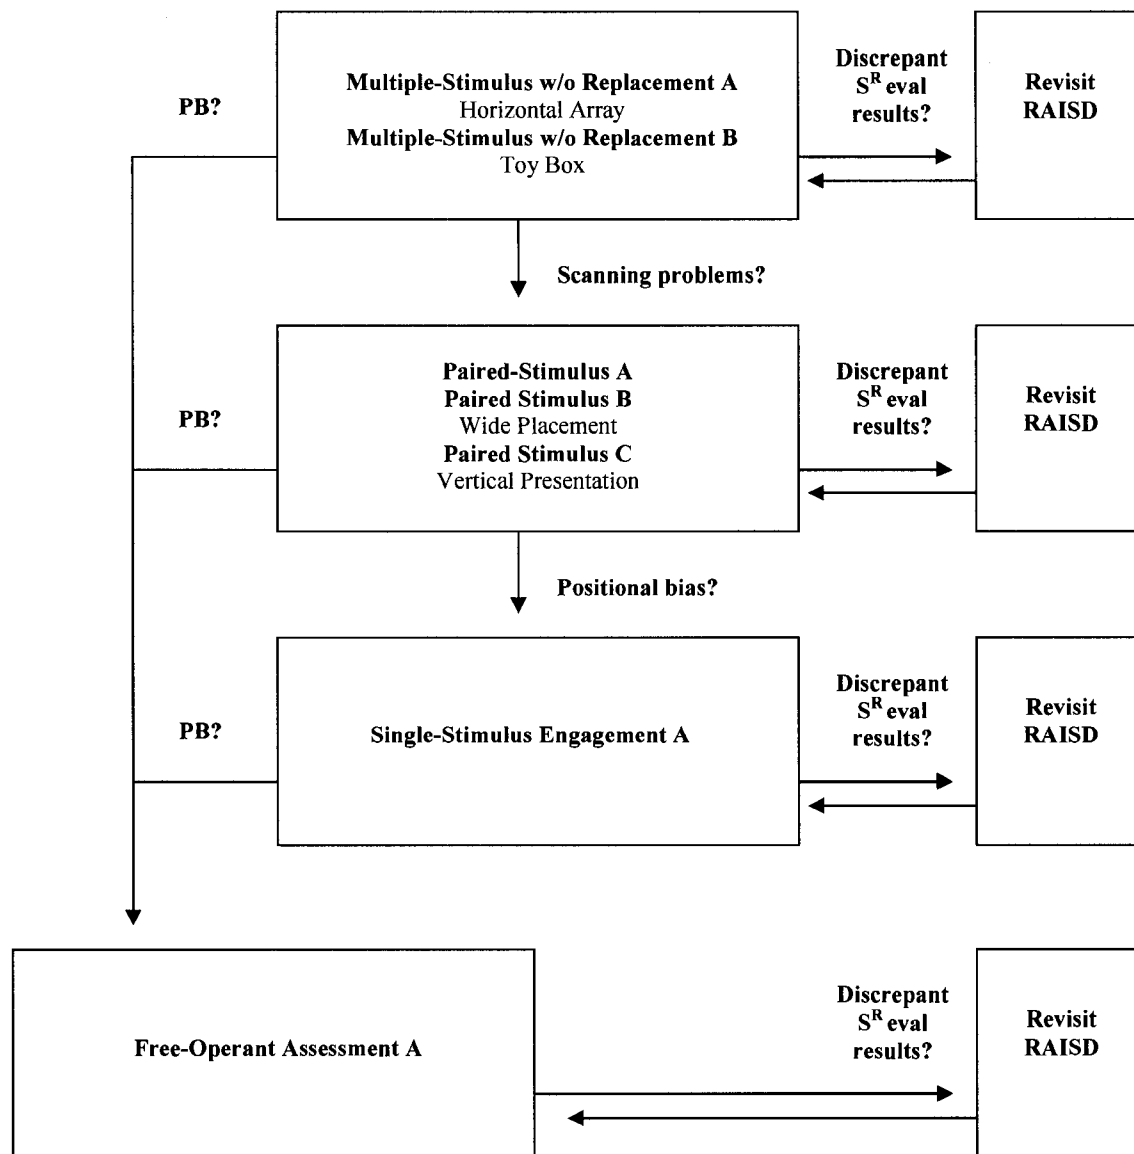 PB?
Multiple-Stimulus w/o Replacement A
Horizontal Array
Multiple-Stimulus w/o Replacement B
Toy Box
Discrepant
S^R eval
results?
Revisit
RAISD
Scanning problems?
PB?
Paired-Stimulus A
Paired Stimulus B
Wide Placement
Paired Stimulus C
Vertical Presentation
Discrepant
S^R eval
results?
Revisit
RAISD
Positional bias?
PB?
Single-Stimulus Engagement A
Discrepant
S^R eval
results?
Revisit
RAISD
Free-Operant Assessment A
Discrepant
S^R eval
results?
Revisit
RAISD